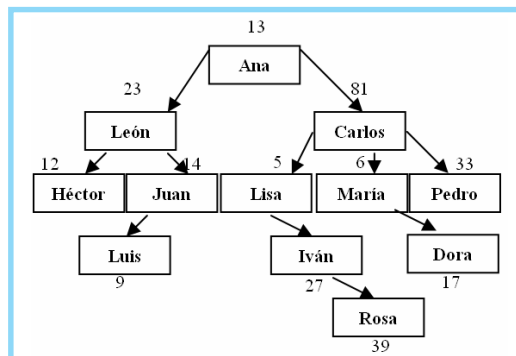 13
Ana
23
81
León
Carlos
12
14
5
6
33
Héctor
Juan
Lisa
María
Pedro
Luis
Iván
Dora
9
27
17
Rosa
39